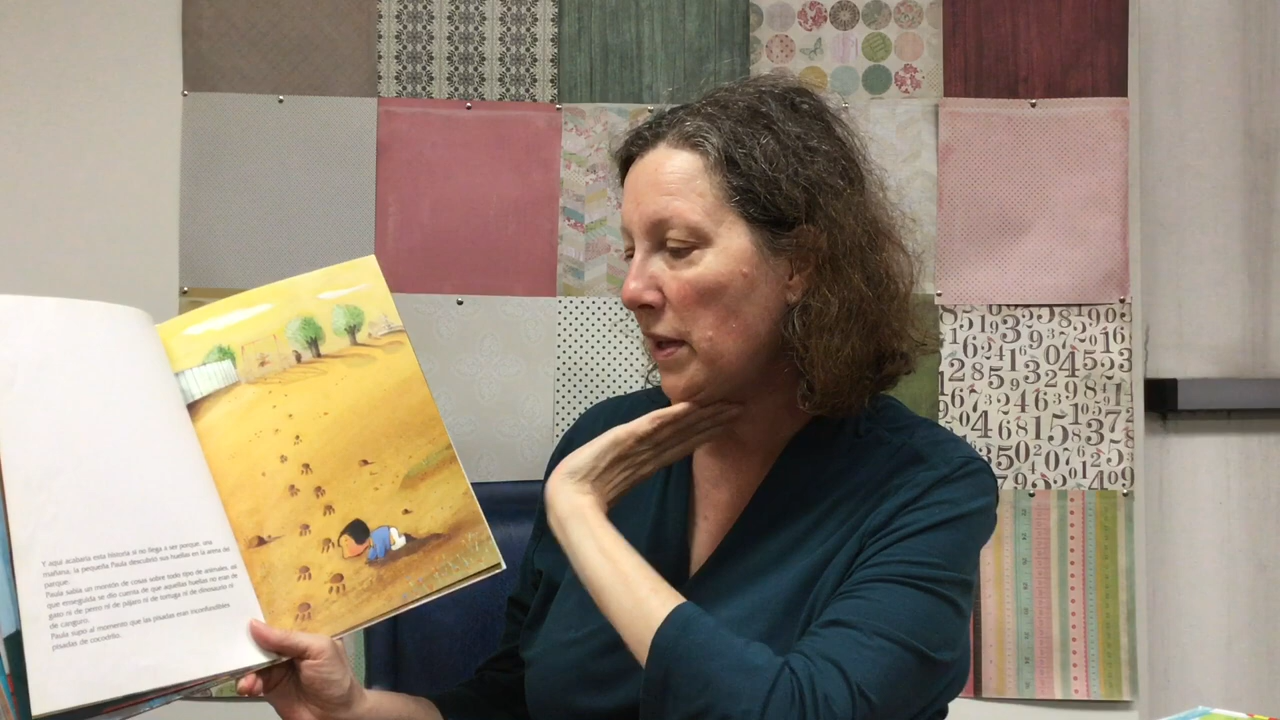 Y aquí acabaría esta historia si no llega a ser porque, una
mañana, la pequeña Paula descubrió sus huellas en la arena del
parque.
Paula sabía un montón de cosas sobre todo tipo de animales, así
que enseguida se dio cuenta de que aquellas huellas no eran de
gato ni de perro ni de pájaro ni de tortuga ni de dinosaurio ni
de canguro.
Paula supo al momento que las pisadas eran inconfundibles
pisadas de cocodrilo.